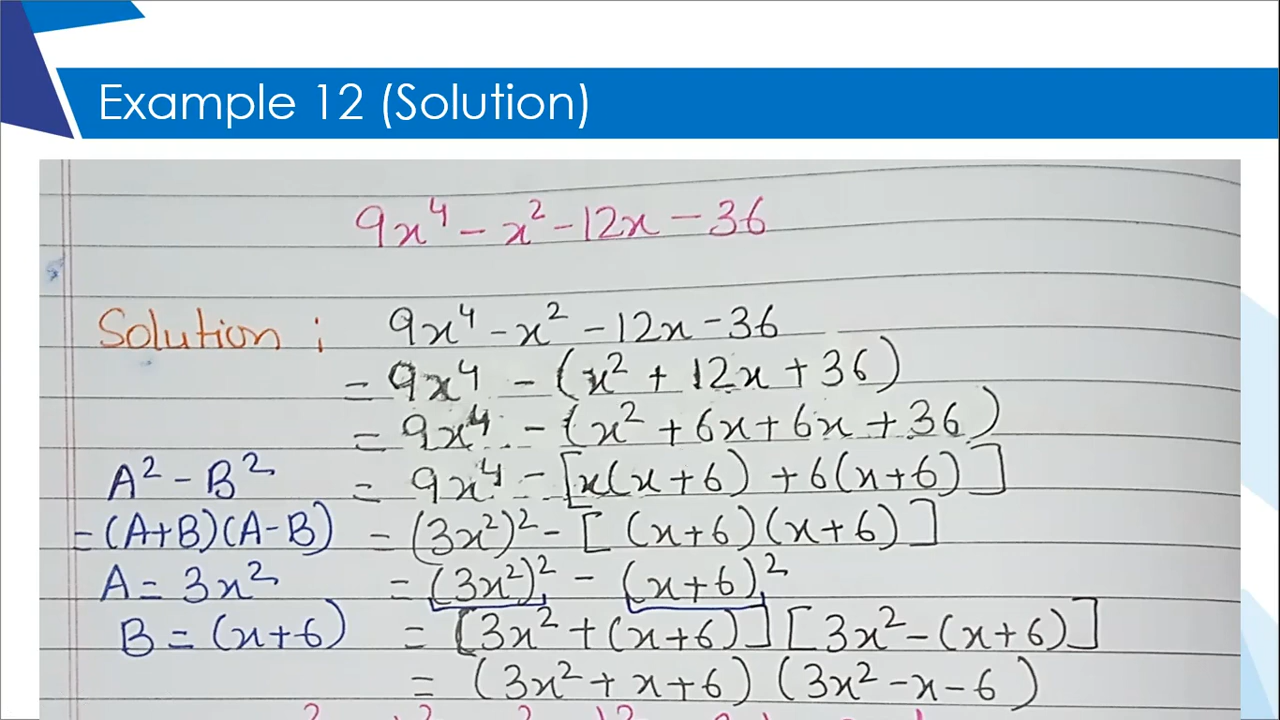 Example 12 (Solution)
9x⁴ - x² - 12x - 36
Solution ; 9x⁴ - x² - 12x - 36
= 9x⁴ - (x² + 12x + 36)
= 9x⁴ - (x² + 6x + 6x + 36)
A² - B² = 9x⁴ - [x(x+6) + 6(x+6)]
= (A+B)(A-B) = (3x²)² - [(x+6)(x+6)]
A = 3x² = (3x²)² - (x+6)²
B = (x+6) = [3x² + (x+6)][3x² - (x+6)]
= (3x² + x + 6)(3x² - x - 6)